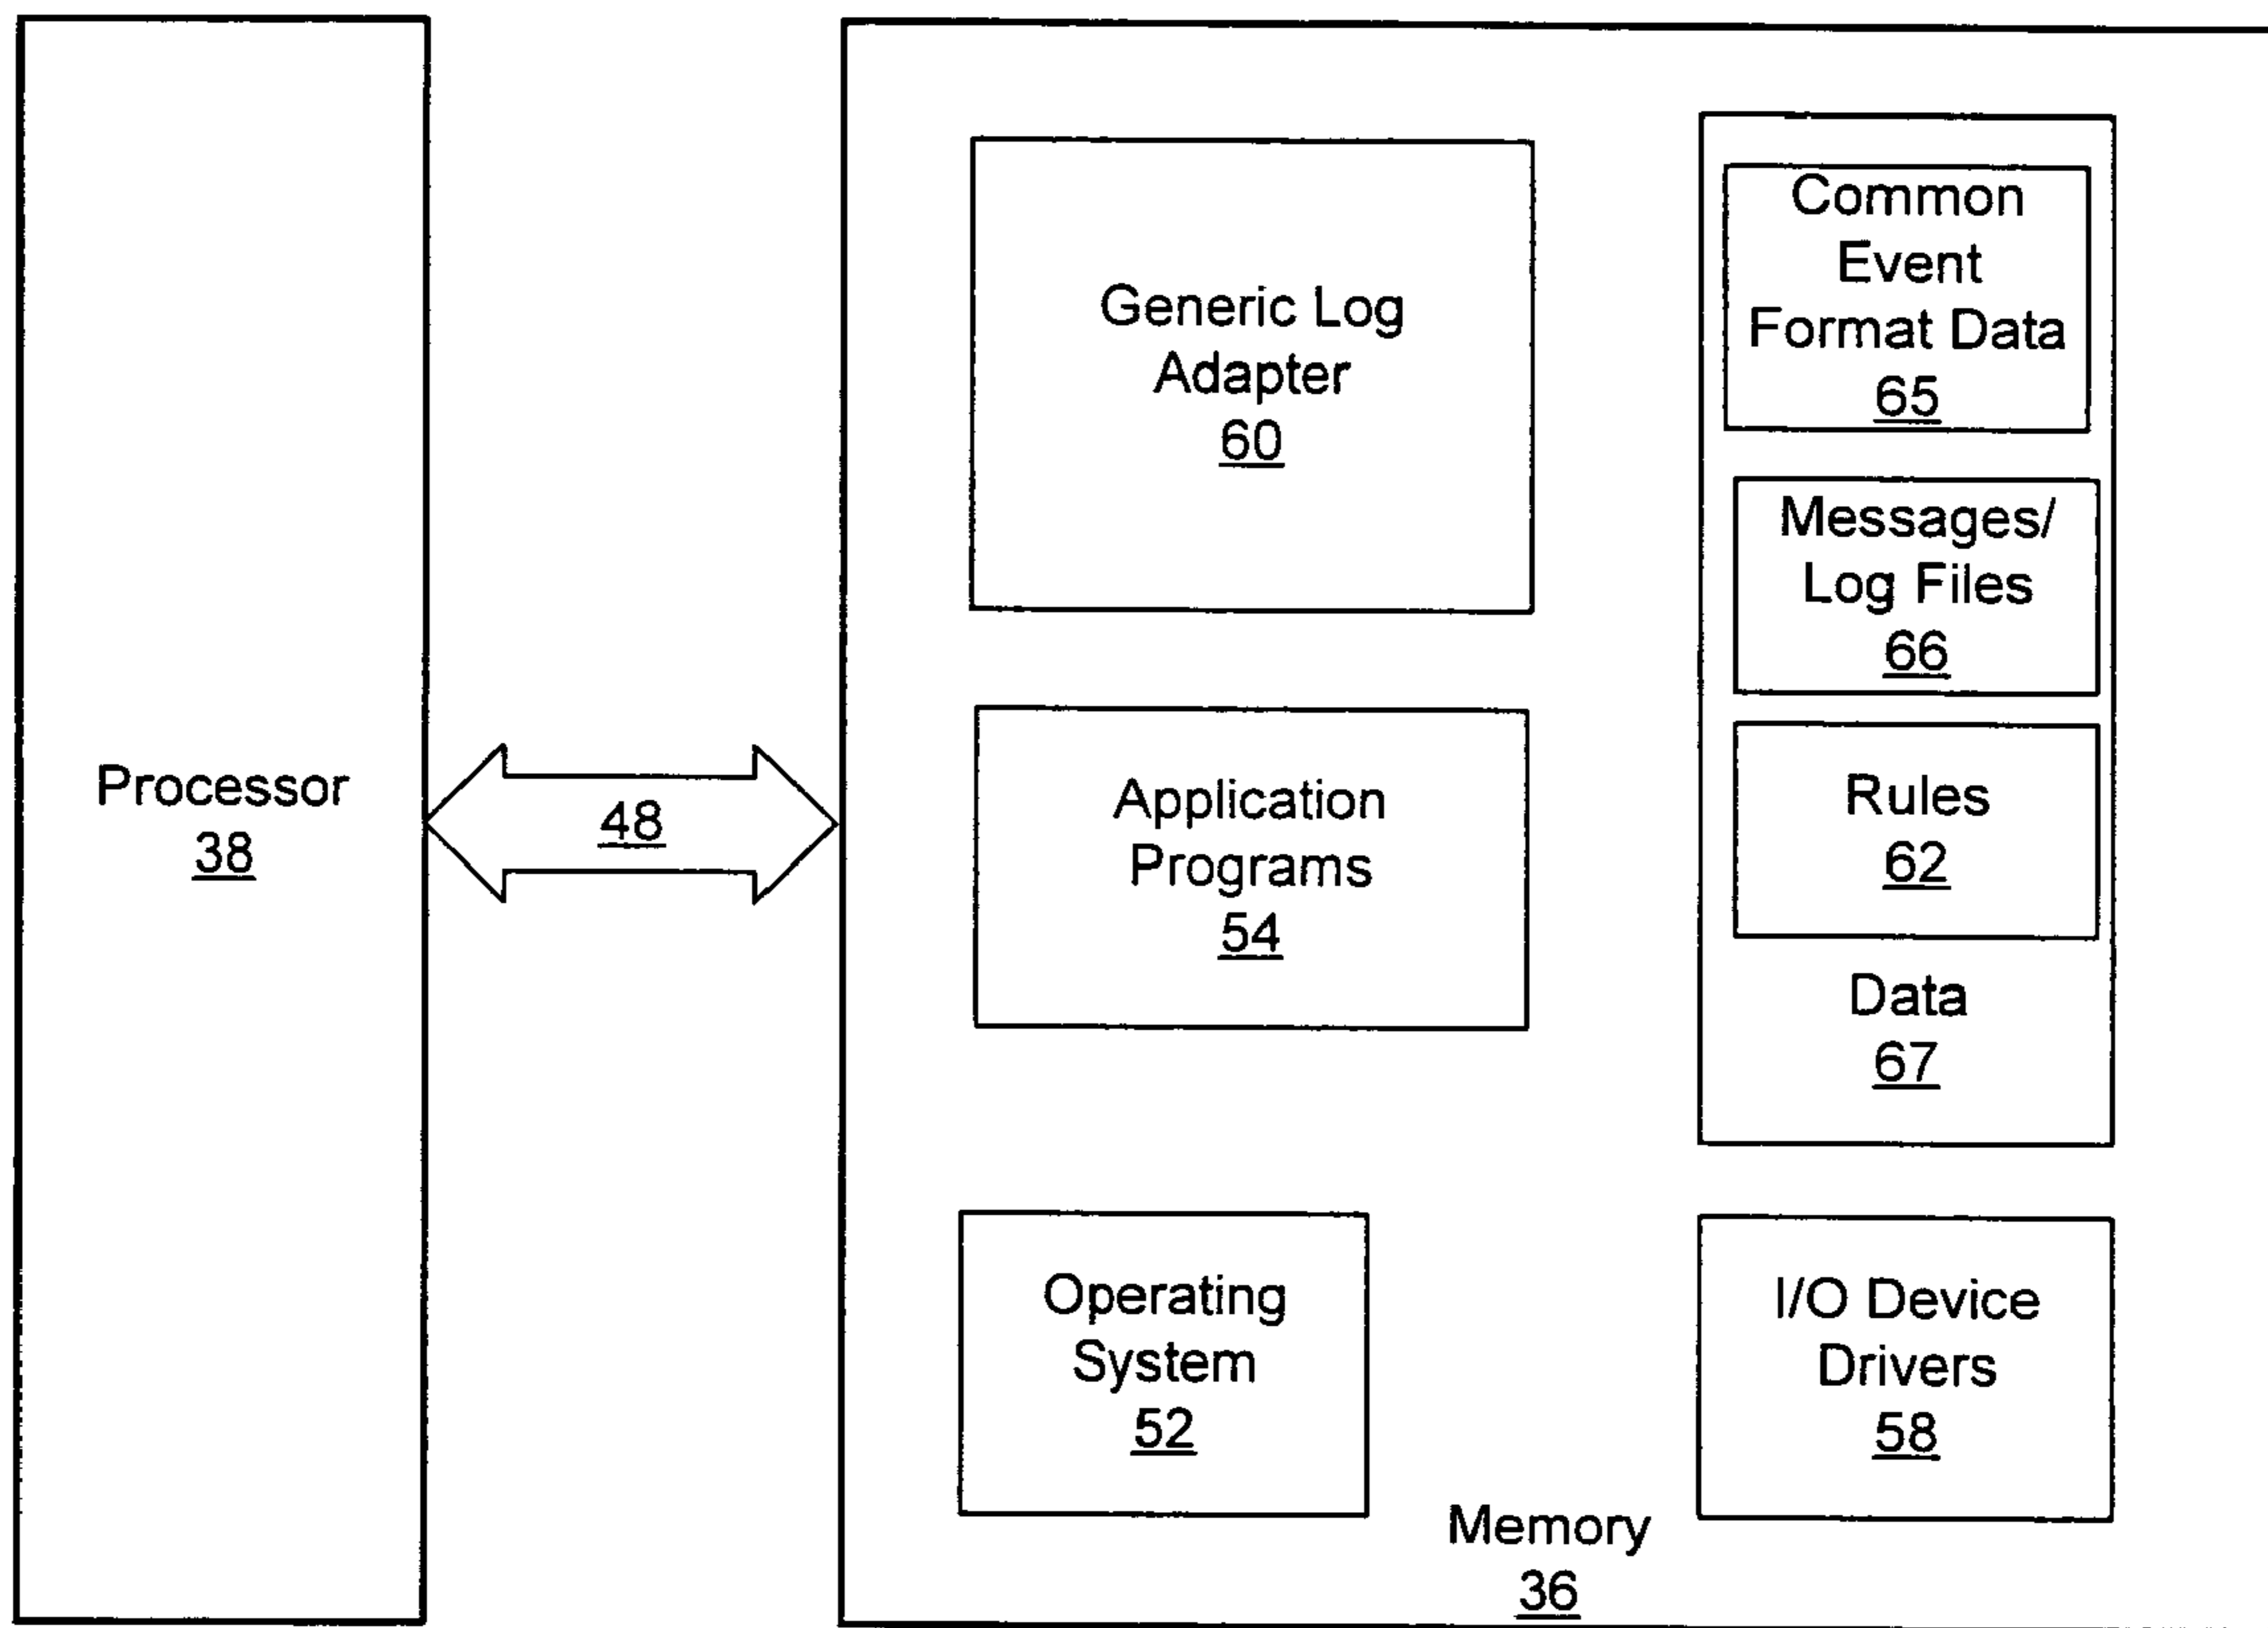 Processor
38
48
Generic Log
Adapter
60
Application
Programs
54
Operating
System
52
Common
Event
Format Data
65
Messages/
Log Files
66
Rules
62
Data
67
I/O Device
Drivers
58
Memory
36